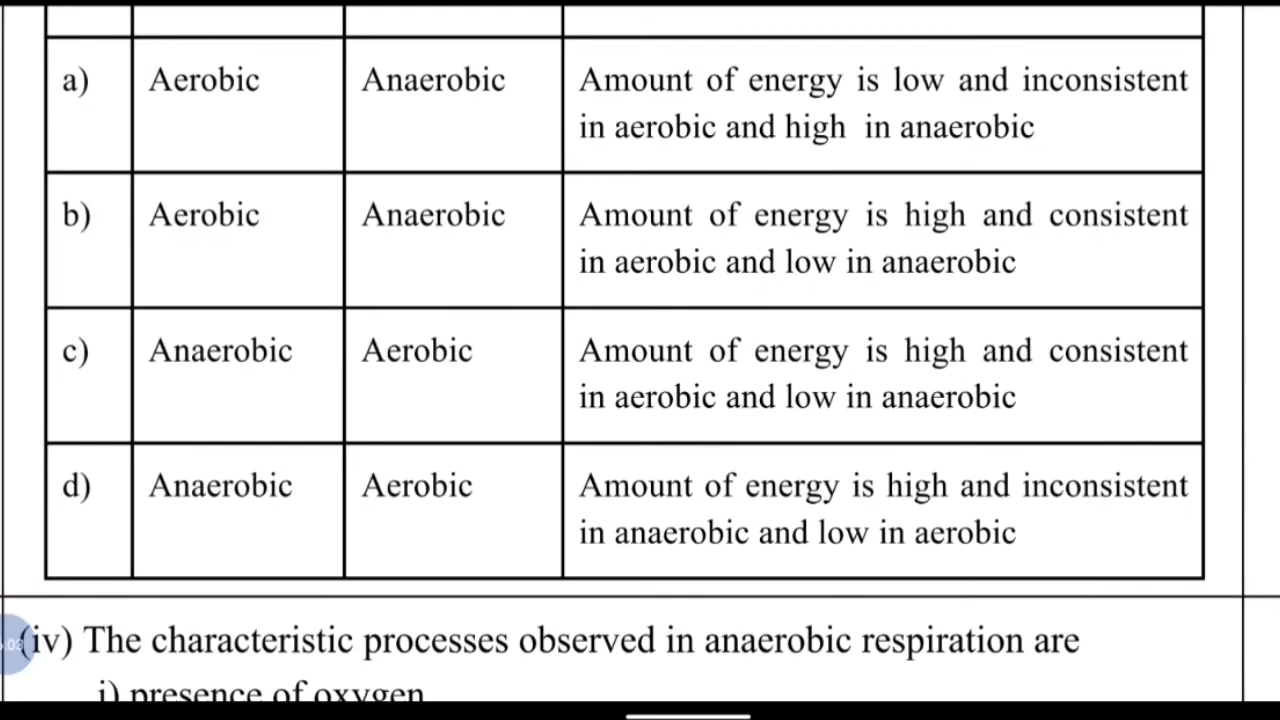 a) Aerobic Anaerobic Amount of energy is low and inconsistent
in aerobic and high in anaerobic
b) Aerobic Anaerobic Amount of energy is high and consistent
in aerobic and low in anaerobic
c) Anaerobic Aerobic Amount of energy is high and consistent
in aerobic and low in anaerobic
d) Anaerobic Aerobic Amount of energy is high and inconsistent
in anaerobic and low in aerobic
(iv) The characteristic processes observed in anaerobic respiration are
i) presence of oxygen